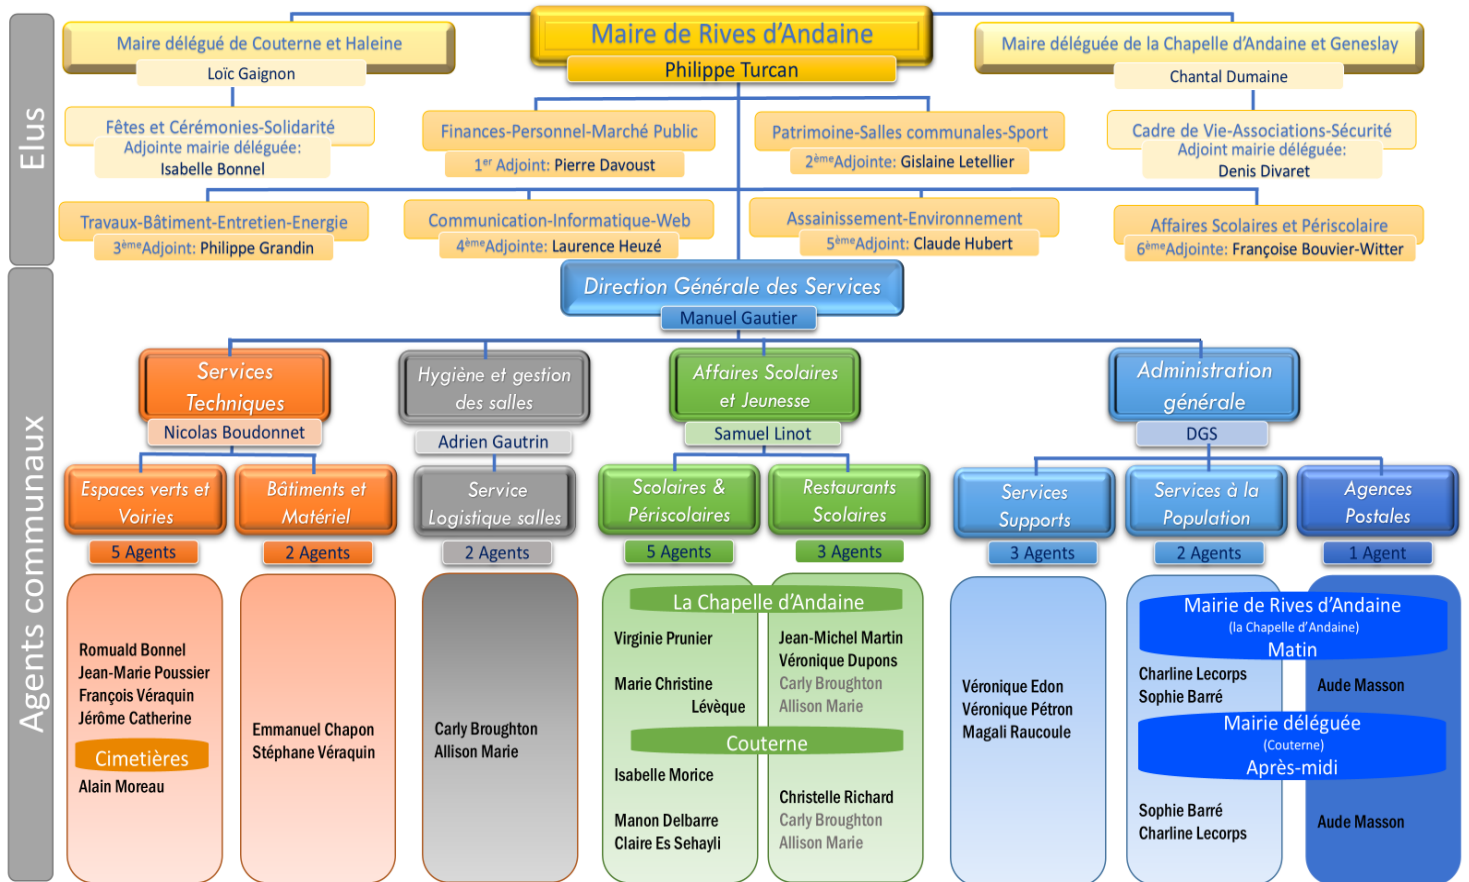 Elus
Maire de Rives d'Andaine
Philippe Turcan
Maire délégué de Couterne et Haleine
Loïc Gaignon
Maire déléguée de la Chapelle d'Andaine et Geneslay
Chantal Dumaine
Fêtes et Cérémonies-Solidarité
Adjointe mairie déléguée:
Isabelle Bonnel
Finances-Personnel-Marché Public
1er Adjoint: Pierre Davoust
Patrimoine-Salles communales-Sport
2èmeAdjointe: Gislaine Letellier
Cadre de Vie-Associations-Sécurité
Adjoint mairie déléguée:
Denis Divaret
Travaux-Bâtiment-Entretien-Energie
3èmeAdjoint: Philippe Grandin
Communication-Informatique-Web
4èmeAdjointe: Laurence Heuzé
Assainissement-Environnement
5èmeAdjoint: Claude Hubert
Affaires Scolaires et Périscolaire
6èmeAdjointe: Françoise Bouvier-Witter
Agents communaux
Direction Générale des Services
Manuel Gautier
Services
Techniques
Nicolas Boudonnet
Hygiène et gestion
des salles
Adrien Gautrin
Affaires Scolaires
et Jeunesse
Samuel Linot
Administration
générale
DGS
Espaces verts et
Voiries
5 Agents
Bâtiments et
Matériel
2 Agents
Service
Logistique salles
2 Agents
Scolaires &
Périscolaires
5 Agents
Restaurants
Scolaires
3 Agents
Services
Supports
3 Agents
Services à la
Population
2 Agents
Agences
Postales
1 Agent
Romuald Bonnel
Jean-Marie Poussier
François Véraquin
Jérôme Catherine
Cimetières
Alain Moreau
Emmanuel Chapon
Stéphane Véraquin
Carly Broughton
Allison Marie
La Chapelle d'Andaine
Virginie Prunier
Marie Christine
Lévèque
Jean-Michel Martin
Véronique Dupons
Carly Broughton
Allison Marie
Couterne
Isabelle Morice
Manon Delbarre
Claire Es Sehayli
Christelle Richard
Carly Broughton
Allison Marie
Véronique Edon
Véronique Pétron
Magali Raucoule
Mairie de Rives d'Andaine
(la Chapelle d'Andaine)
Matin
Charline Lecorps
Sophie Barré
Aude Masson
Mairie déléguée
(Couterne)
Après-midi
Sophie Barré
Charline Lecorps
Aude Masson